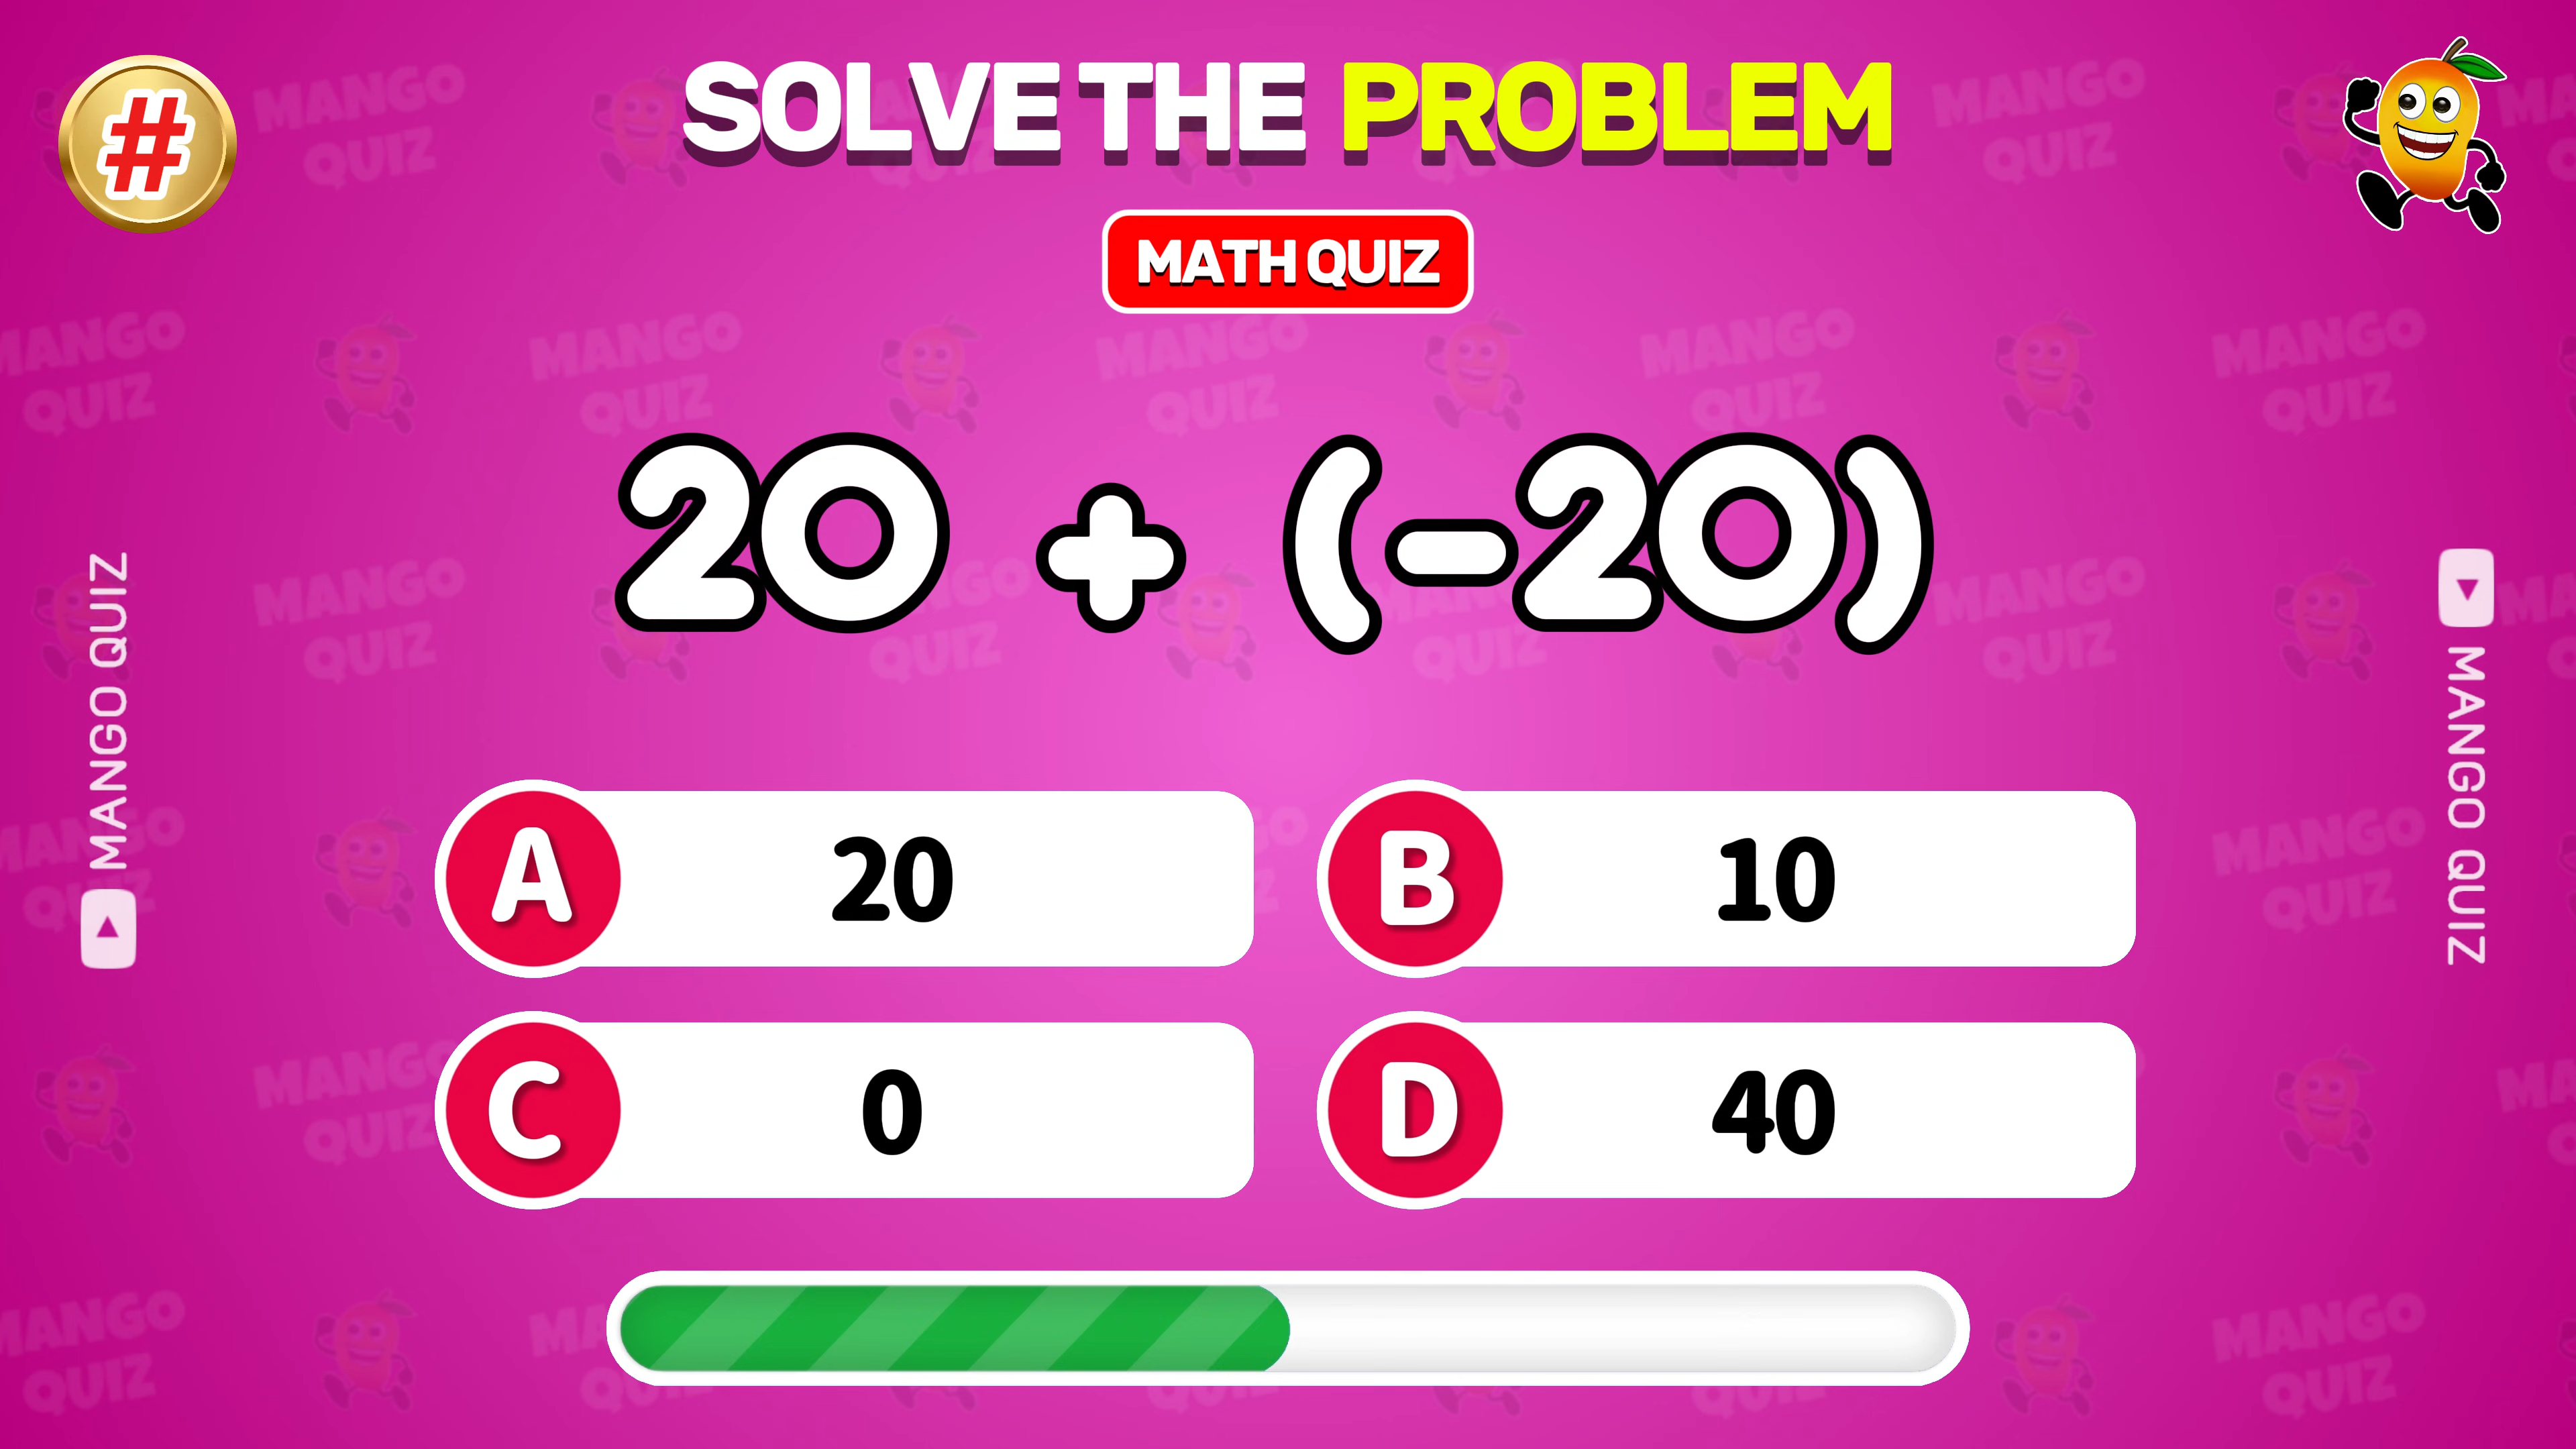 #
SOLVE THE PROBLEM
MATH QUIZ
20 + (-20)
A 20
B 10
C 0
D 40
MANGO QUIZ
MANGO QUIZ